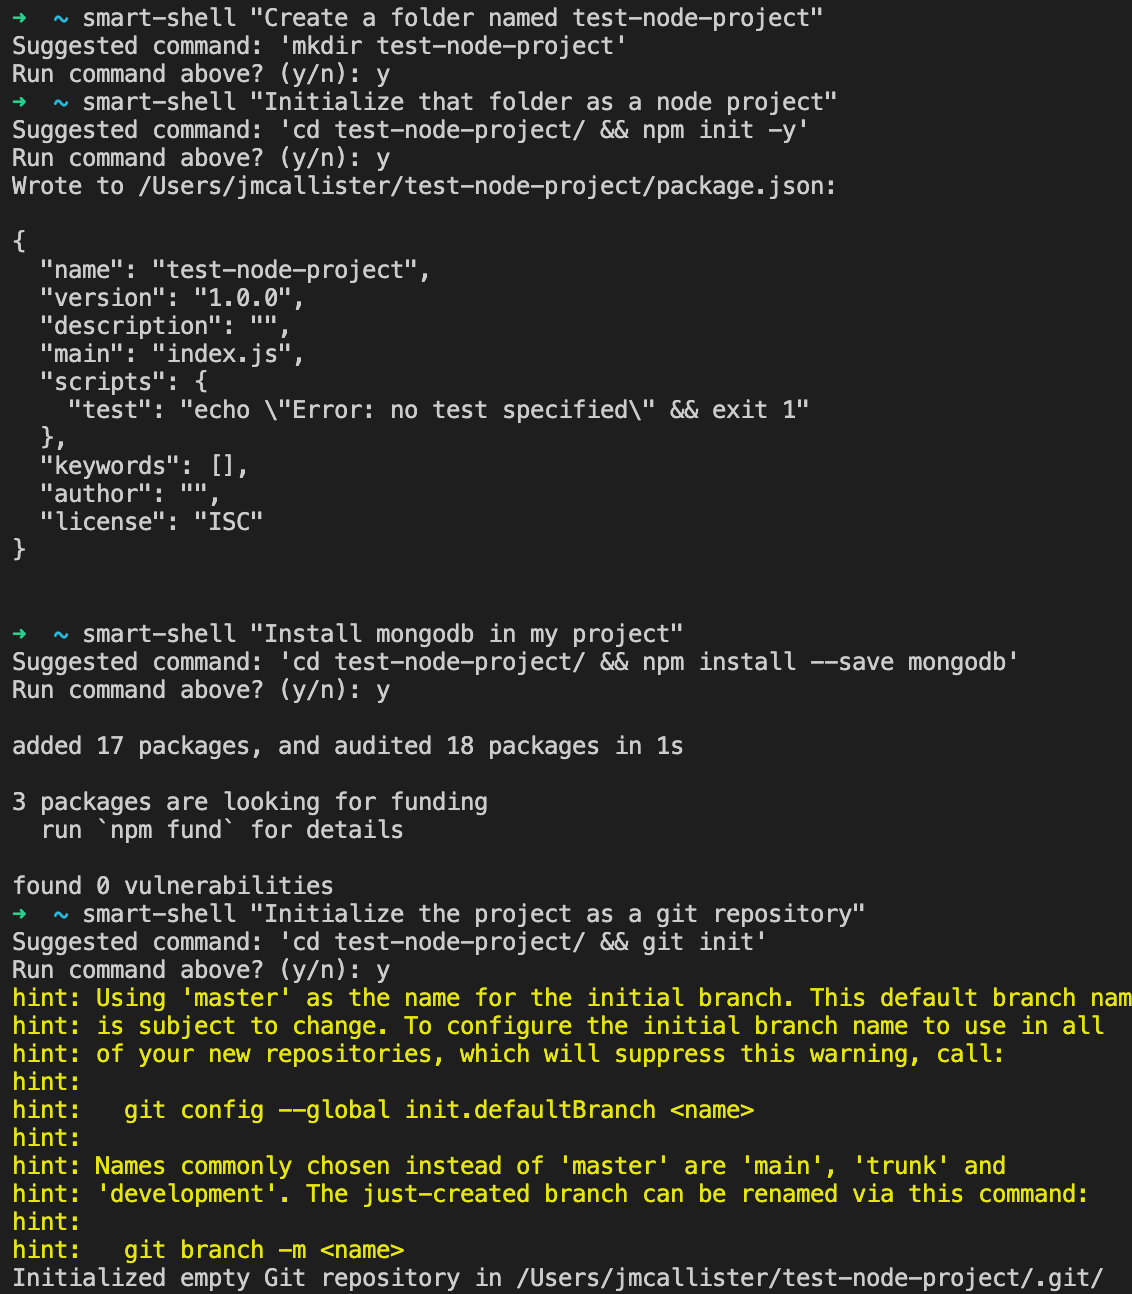 ➜  ~ smart-shell "Create a folder named test-node-project"
Suggested command: 'mkdir test-node-project'
Run command above? (y/n): y
➜  ~ smart-shell "Initialize that folder as a node project"
Suggested command: 'cd test-node-project/ && npm init -y'
Run command above? (y/n): y
Wrote to /Users/jmcallister/test-node-project/package.json:

{
  "name": "test-node-project",
  "version": "1.0.0",
  "description": "",
  "main": "index.js",
  "scripts": {
    "test": "echo \"Error: no test specified\" && exit 1"
  },
  "keywords": [],
  "author": "",
  "license": "ISC"
}


➜  ~ smart-shell "Install mongodb in my project"
Suggested command: 'cd test-node-project/ && npm install --save mongodb'
Run command above? (y/n): y

added 17 packages, and audited 18 packages in 1s

3 packages are looking for funding
  run `npm fund` for details

found 0 vulnerabilities
➜  ~ smart-shell "Initialize the project as a git repository"
Suggested command: 'cd test-node-project/ && git init'
Run command above? (y/n): y
hint: Using 'master' as the name for the initial branch. This default branch nam
hint: is subject to change. To configure the initial branch name to use in all
hint: of your new repositories, which will suppress this warning, call:
hint:
hint:   git config --global init.defaultBranch <name>
hint:
hint: Names commonly chosen instead of 'master' are 'main', 'trunk' and
hint: 'development'. The just-created branch can be renamed via this command:
hint:
hint:   git branch -m <name>
Initialized empty Git repository in /Users/jmcallister/test-node-project/.git/